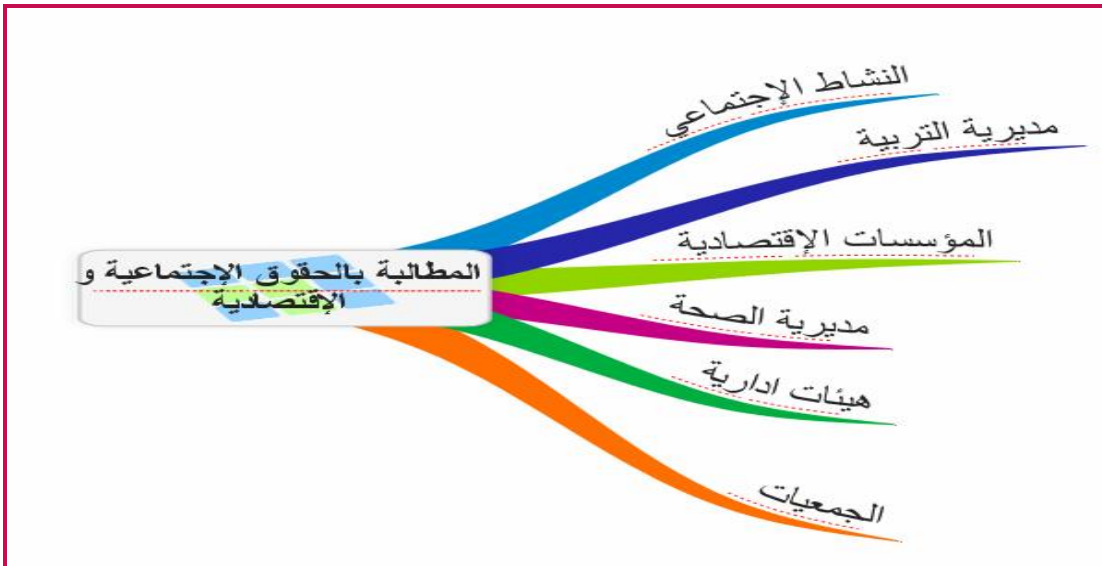 المطالبة بالحقوق الإجتماعية و
الإقتصادية
النشاط الإجتماعي
مديرية التربية
المؤسسات الإقتصادية
مديرية الصحة
هيئات ادارية
الجمعيات